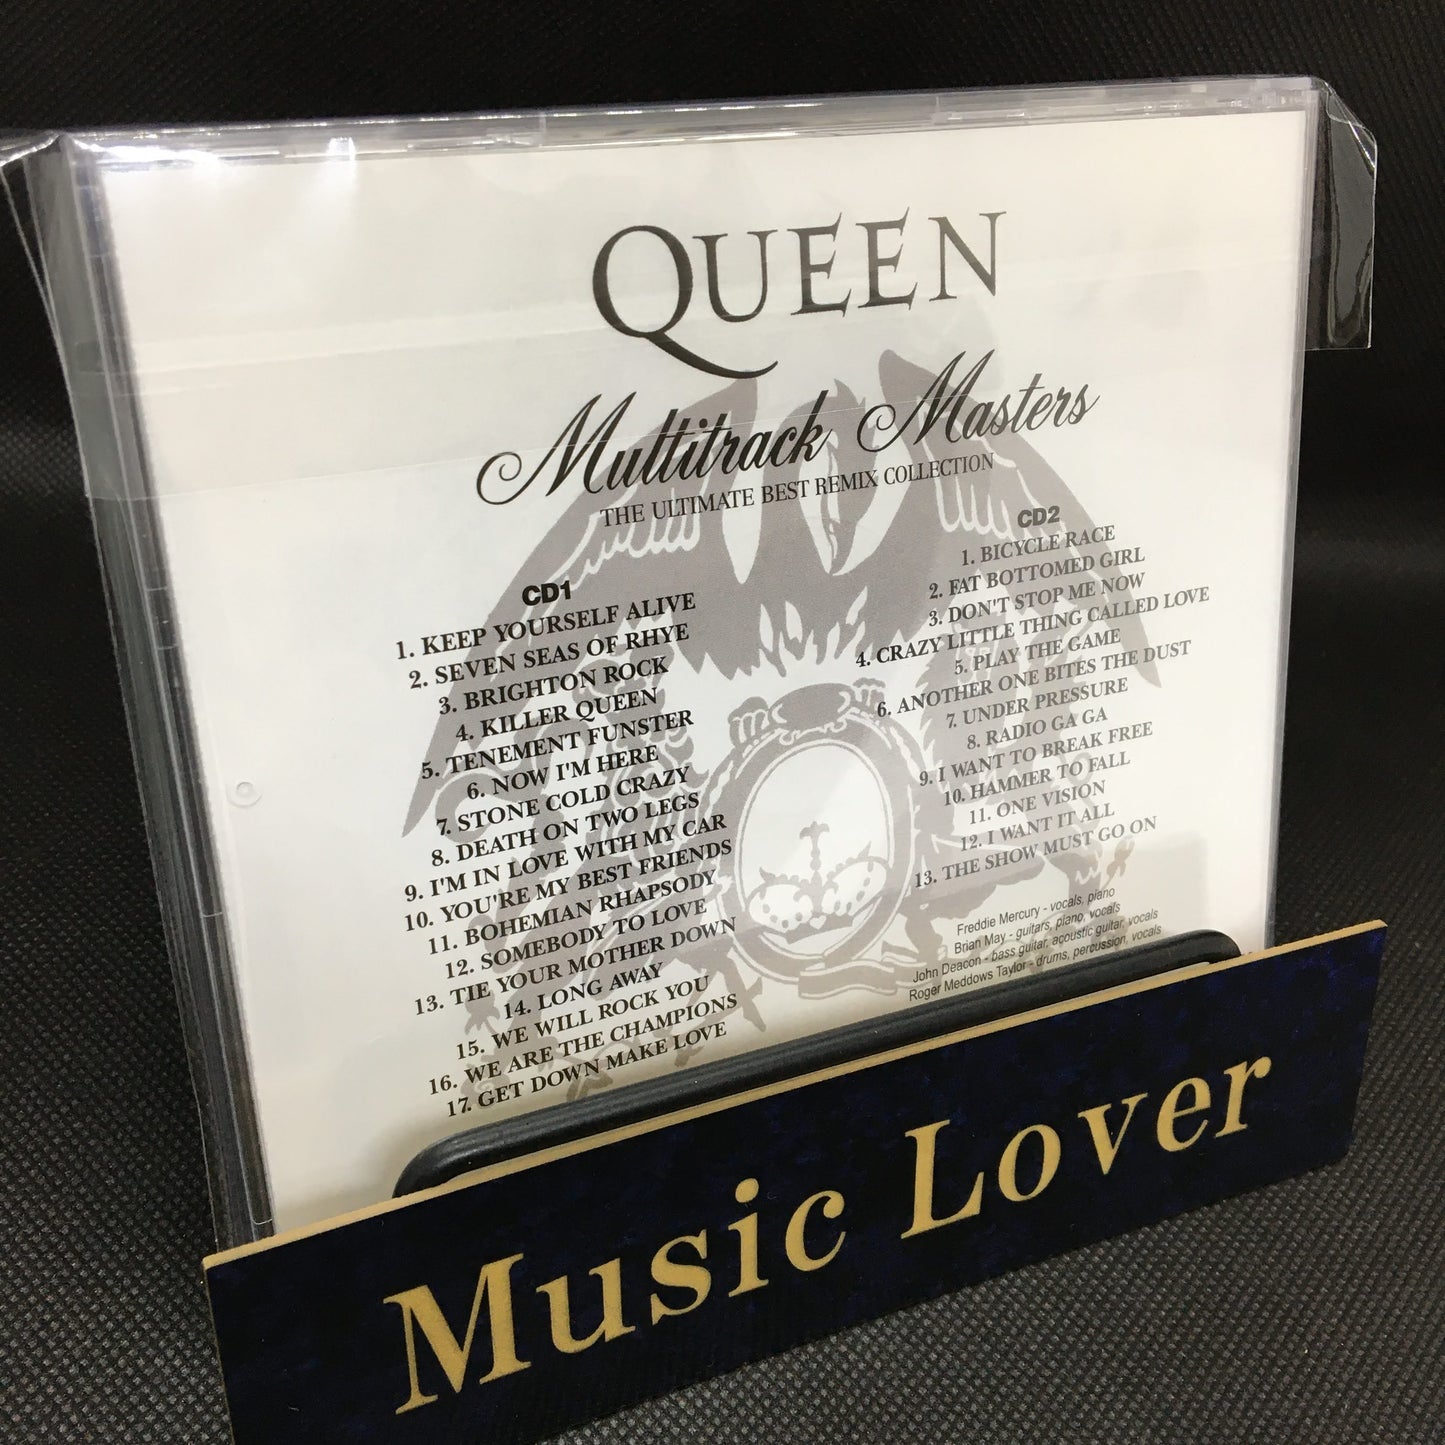 QUEEN
Multitrack Masters
THE ULTIMATE BEST REMIX COLLECTION
CD1
1. KEEP YOURSELF ALIVE
2. SEVEN SEAS OF RHYE
3. BRIGHTON ROCK
4. KILLER QUEEN
5. TENEMENT FUNSTER
6. NOW I'M HERE
7. STONE COLD CRAZY
8. DEATH ON TWO LEGS
9. I'M IN LOVE WITH MY CAR
10. YOU'RE MY BEST FRIENDS
11. BOHEMIAN RHAPSODY
12. SOMEBODY TO LOVE
13. TIE YOUR MOTHER DOWN
14. LONG AWAY
15. WE WILL ROCK YOU
16. WE ARE THE CHAMPIONS
17. GET DOWN MAKE LOVE
CD2
1. BICYCLE RACE
2. FAT BOTTOMED GIRL
3. DON'T STOP ME NOW
4. CRAZY LITTLE THING CALLED LOVE
5. PLAY THE GAME
6. ANOTHER ONE BITES THE DUST
7. UNDER PRESSURE
8. RADIO GA GA
9. I WANT TO BREAK FREE
10. HAMMER TO FALL
11. ONE VISION
12. I WANT IT ALL
13. THE SHOW MUST GO ON
Freddie Mercury - vocals, piano
Brian May - guitars, piano, vocals
John Deacon - bass guitar, acoustic guitar, vocals
Roger Meddows Taylor - drums, percussion, vocals
Music Lover